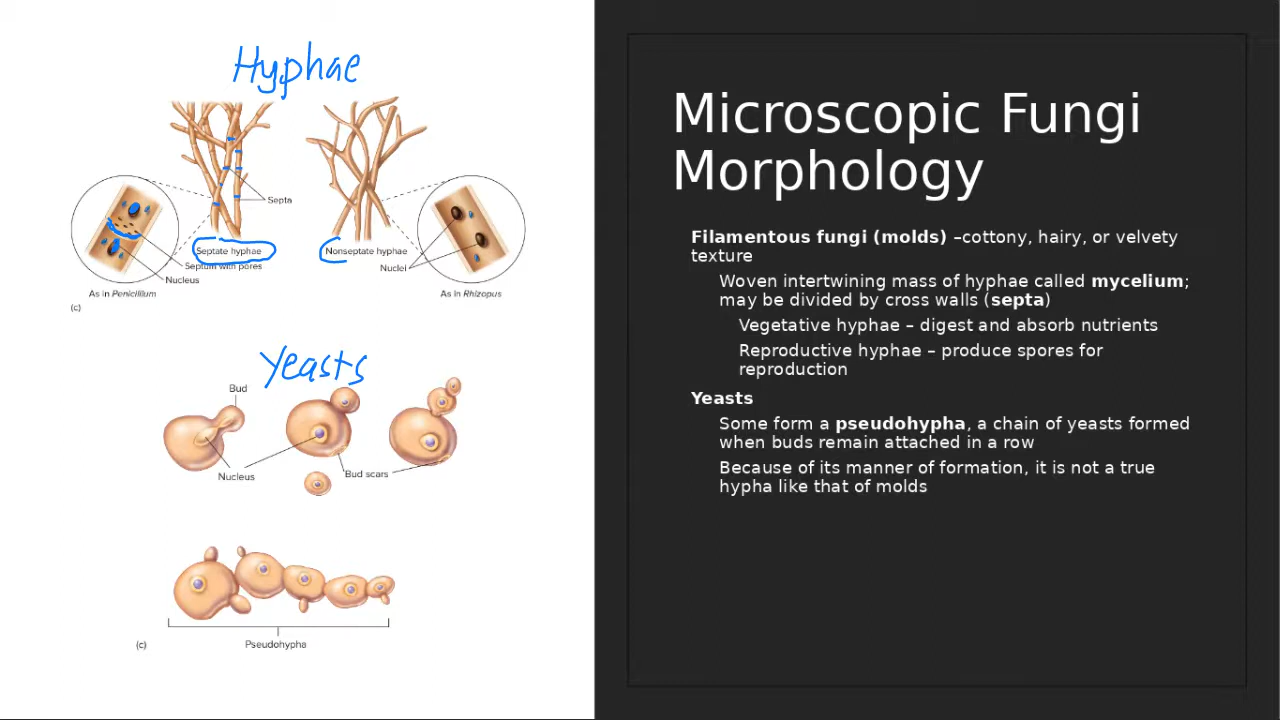 Hyphae
Septa
Septate hyphae
Nonseptate hyphae
Septum with pores
Nuclei
Nucleus
As in Penicillium
As in Rhizopus
(c)
Yeasts
Bud
Nucleus
Bud scars
(c)
Pseudohypha
Microscopic Fungi
Morphology
Filamentous fungi (molds) –cottony, hairy, or velvety
texture
Woven intertwining mass of hyphae called mycelium;
may be divided by cross walls (septa)
Vegetative hyphae – digest and absorb nutrients
Reproductive hyphae – produce spores for
reproduction
Yeasts
Some form a pseudohypha, a chain of yeasts formed
when buds remain attached in a row
Because of its manner of formation, it is not a true
hypha like that of molds